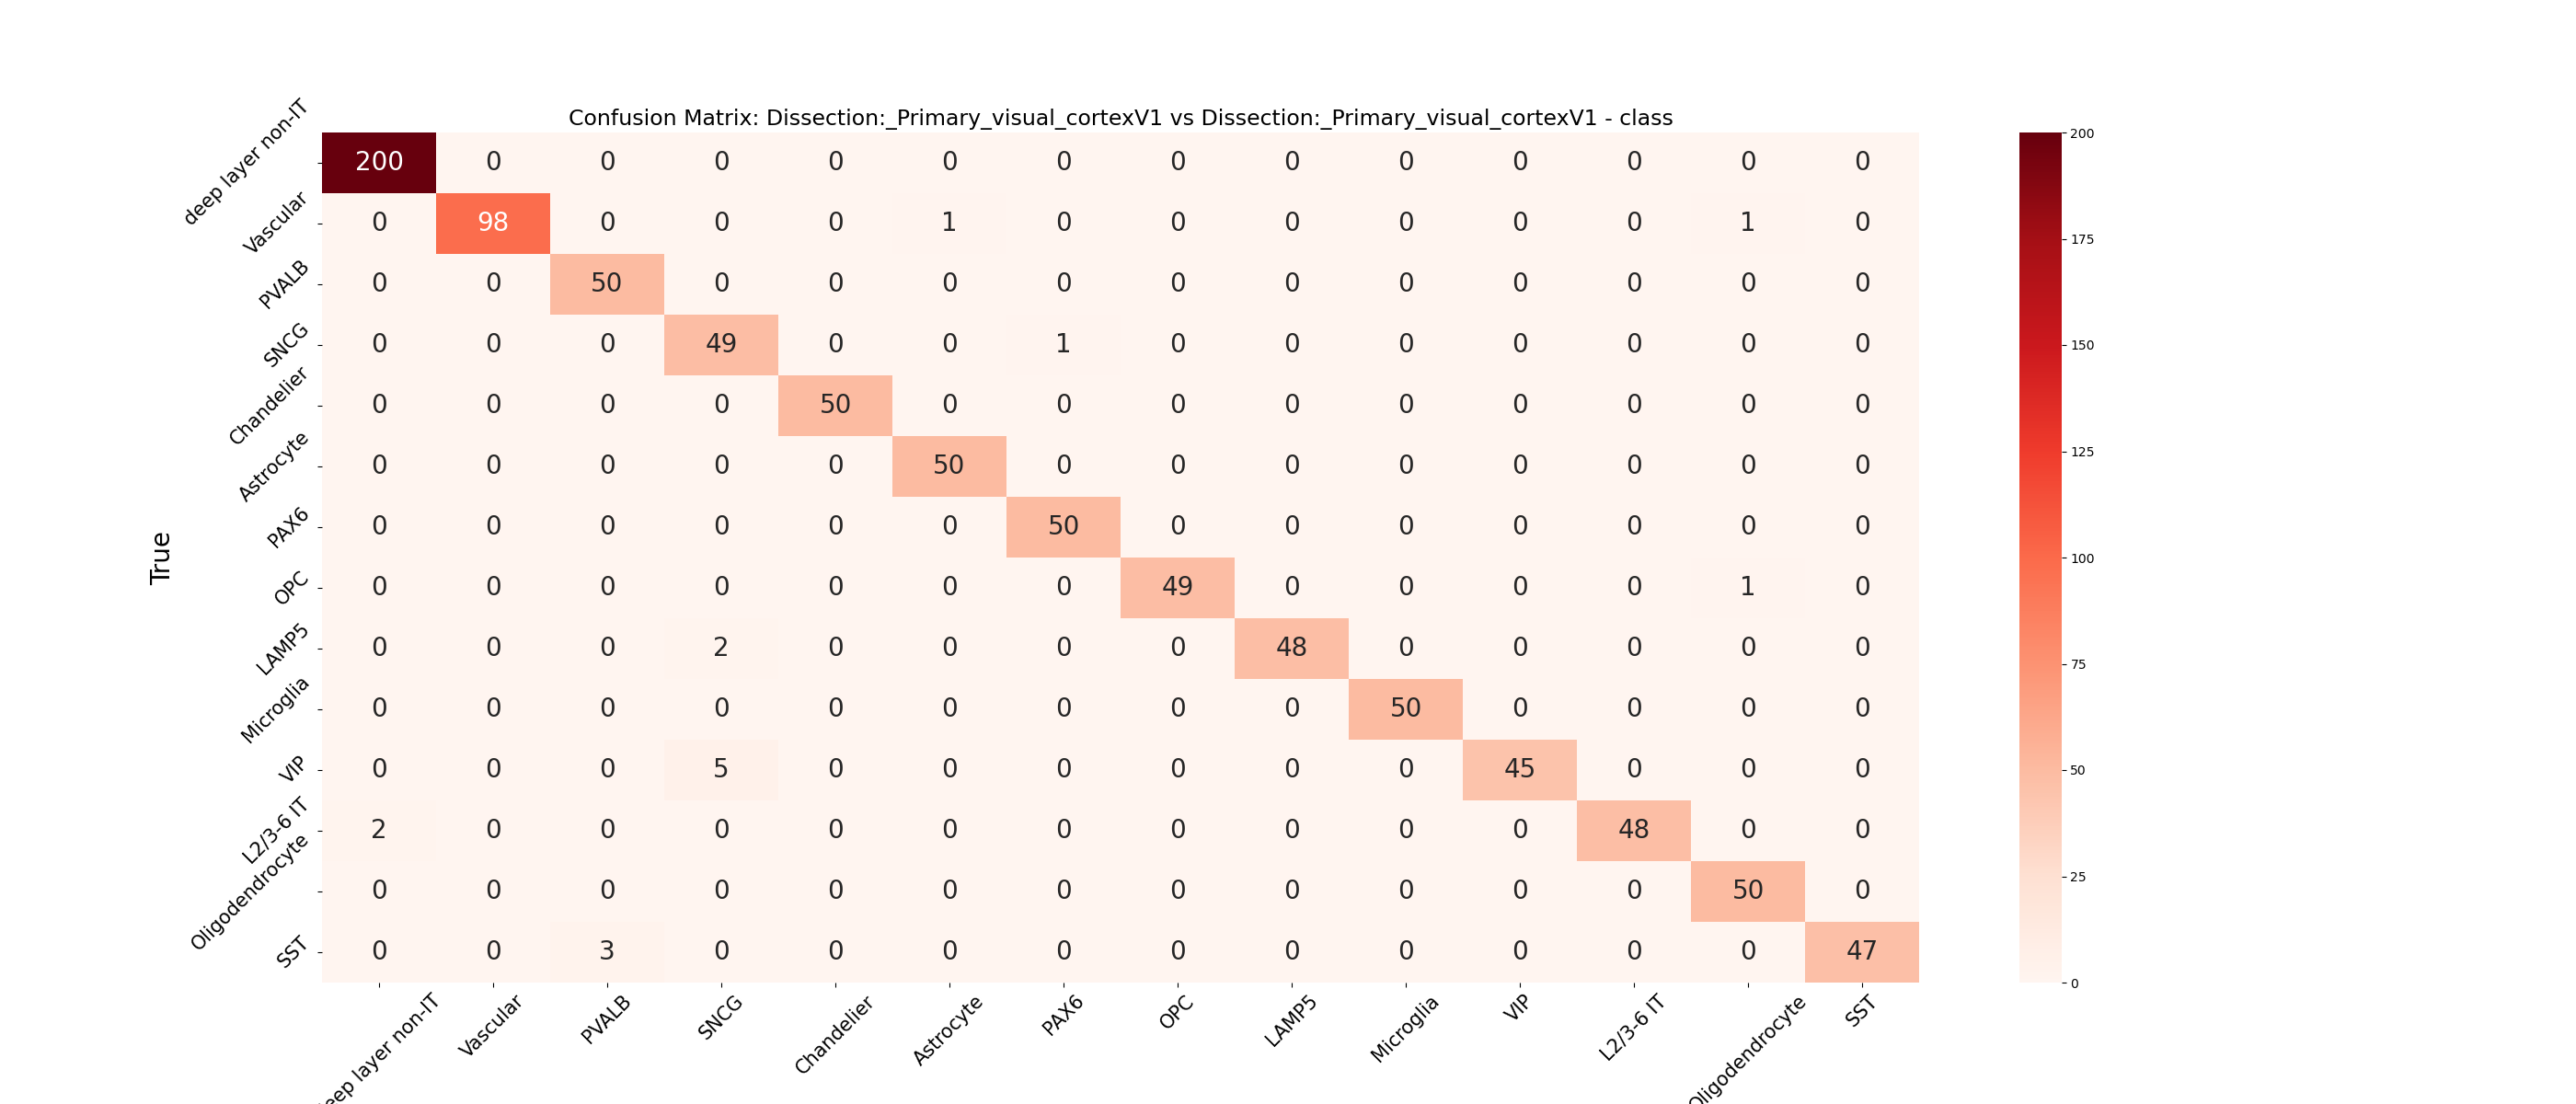 Confusion Matrix: Dissection:_Primary_visual_cortexV1 vs Dissection:_Primary_visual_cortexV1 - class
True
deep layer non-IT 200 0 0 0 0 0 0 0 0 0 0 0 0 0
Vascular 0 98 0 0 0 1 0 0 0 0 0 0 1 0
PVALB 0 0 50 0 0 0 0 0 0 0 0 0 0 0
SNCG 0 0 0 49 0 0 1 0 0 0 0 0 0 0
Chandelier 0 0 0 0 50 0 0 0 0 0 0 0 0 0
Astrocyte 0 0 0 0 0 50 0 0 0 0 0 0 0 0
PAX6 0 0 0 0 0 0 50 0 0 0 0 0 0 0
OPC 0 0 0 0 0 0 0 49 0 0 0 0 1 0
LAMP5 0 0 0 2 0 0 0 0 48 0 0 0 0 0
Microglia 0 0 0 0 0 0 0 0 0 50 0 0 0 0
VIP 0 0 0 5 0 0 0 0 0 0 45 0 0 0
L2/3-6 IT 2 0 0 0 0 0 0 0 0 0 0 48 0 0
Oligodendrocyte 0 0 0 0 0 0 0 0 0 0 0 0 50 0
SST 0 0 3 0 0 0 0 0 0 0 0 0 0 47
layer non-IT Vascular PVALB SNCG Chandelier Astrocyte PAX6 OPC LAMP5 Microglia VIP L2/3-6 IT Oligodendrocyte SST
200
175
150
125
100
75
50
25
0